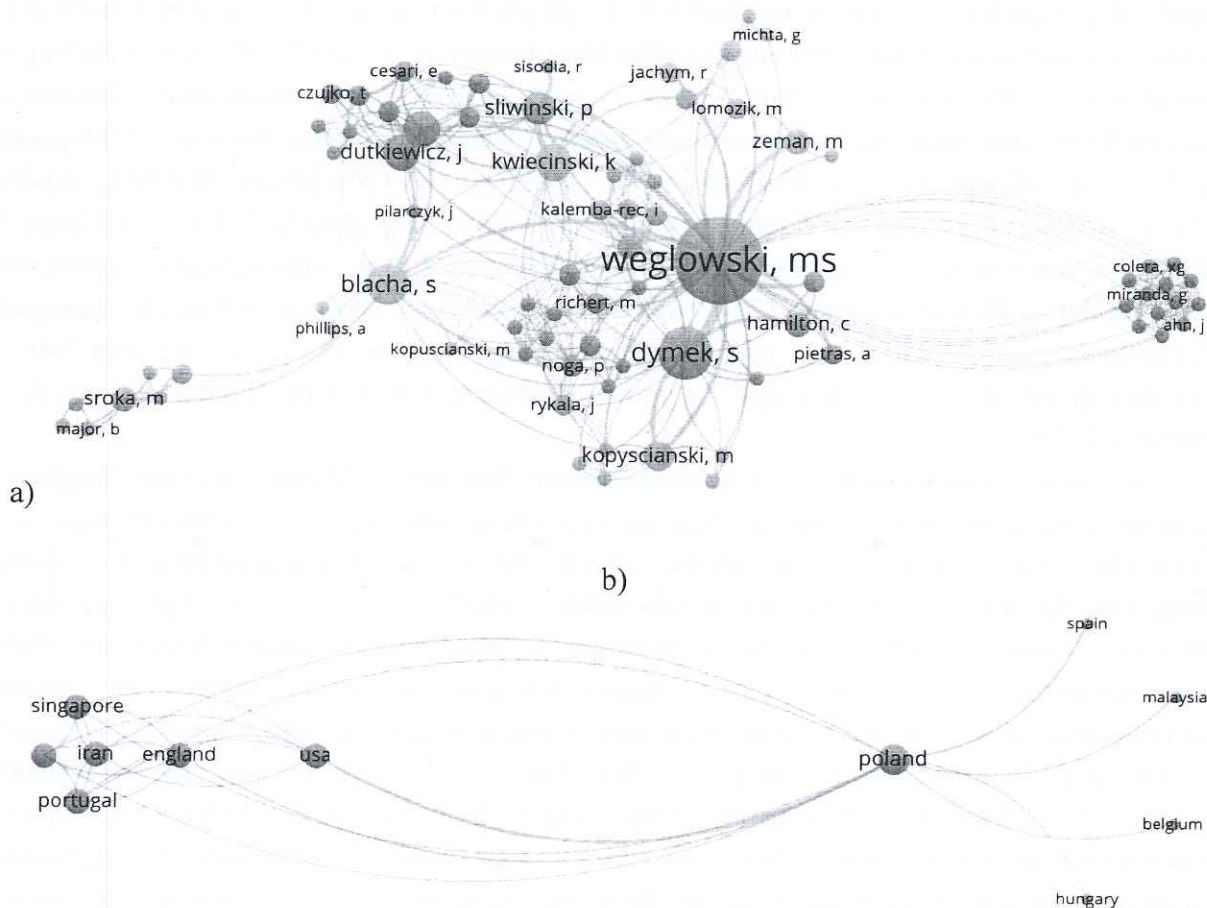 michta, g
cesari, e
sisodia, r
jachym, r
czujko, t
sliwinski, p
lomozik, m
dutkiewicz, j
kwiecinski, k
zeman, m
pilarczyk, j
kalemba-rec, i
weglowski, ms
blacha, s
colera, xg
richert, m
miranda, g
phillips, a
hamilton, c
ahn, j
kopuscianski, m
noga, p
dymek, s
pietras, a
sroka, m
rykala, j
major, b
kopyscianski, m
a)
b)
spain
singapore
malaysia
iran
england
usa
poland
portugal
belgium
hungary